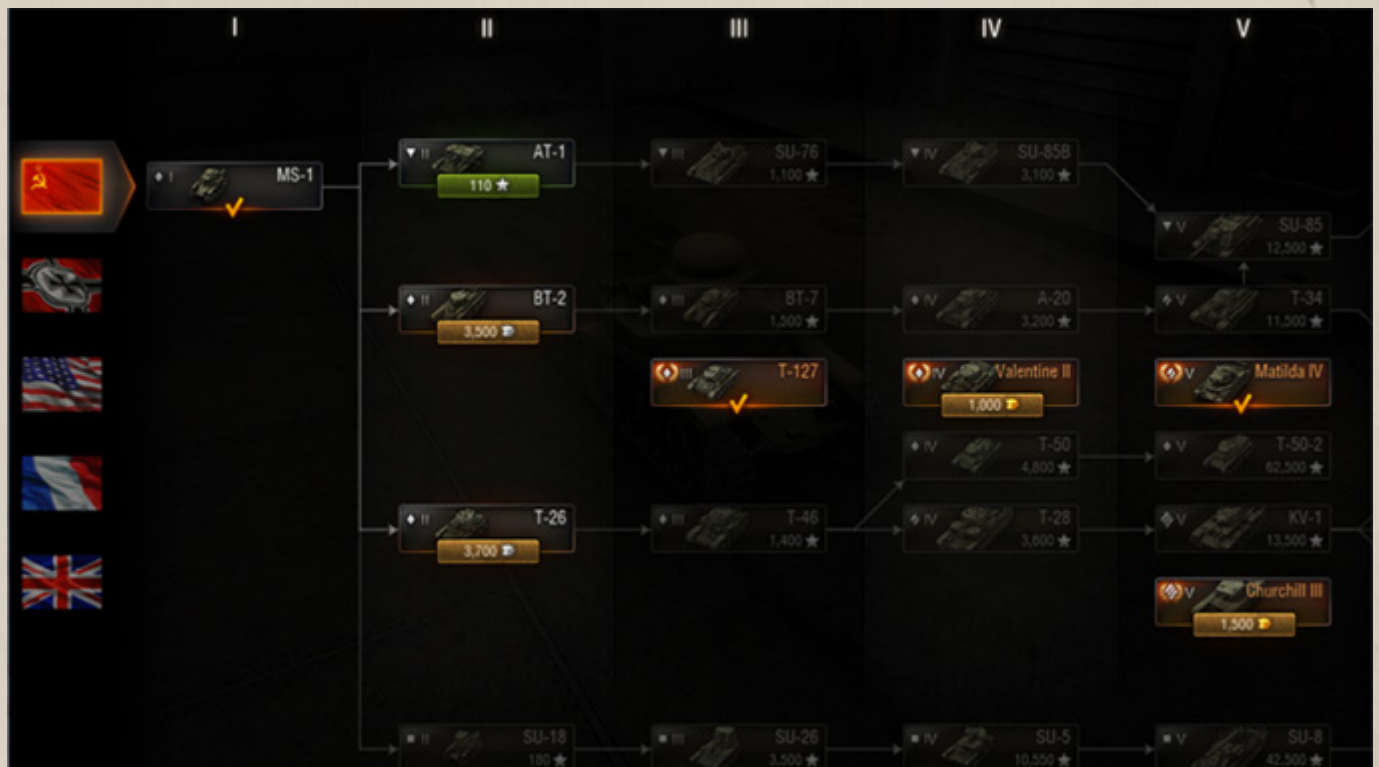 I II III IV V
II AT-1
110
III SU-76
1,100
IV SU-85B
3,100
I MS-1
V SU-85
12,500
II BT-2
3,500
III BT-7
1,500
IV A-20
3,200
V T-34
11,500
III T-127
IV Valentine II
1,000
V Matilda IV
IV T-50
4,800
V T-50-2
62,500
II T-26
3,700
III T-46
1,400
IV T-28
3,600
V KV-1
13,500
V Churchill III
1,500
II SU-18
180
III SU-26
3,500
IV SU-5
10,550
V SU-8
42,500